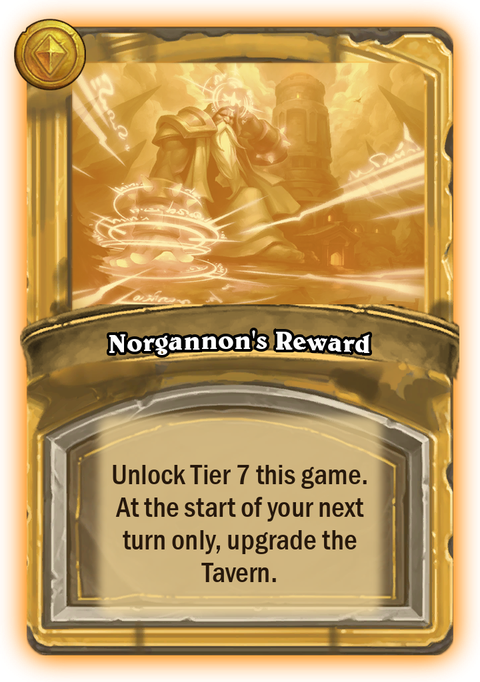 Norgannon's Reward
Unlock Tier 7 this game.
At the start of your next
turn only, upgrade the
Tavern.